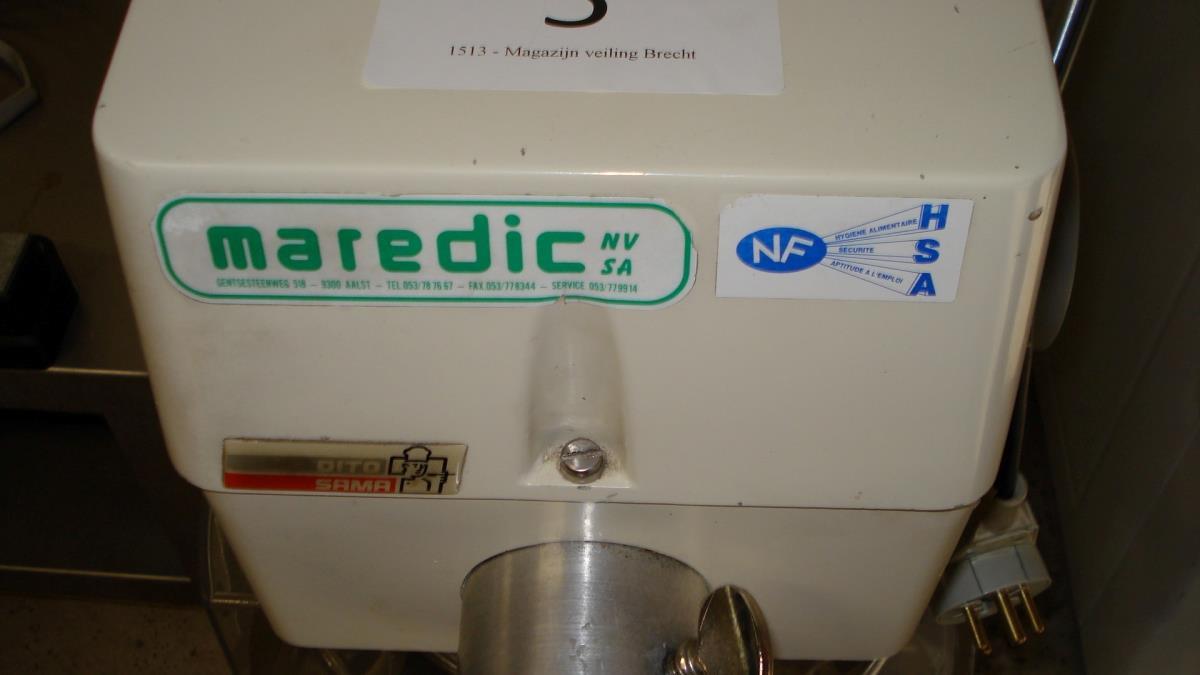 1513 - Magazijn veiling Brecht
maredic NV SA
GENTSESTEENWEG 518 – 9300 AALST – TEL.053/78 76 67 – FAX.053/778344 – SERVICE 053/779914
NF
HYGIENE ALIMENTAIRE
SECURITE
APTITUDE A L'EMPLOI
H
S
A
DITO
SAMA